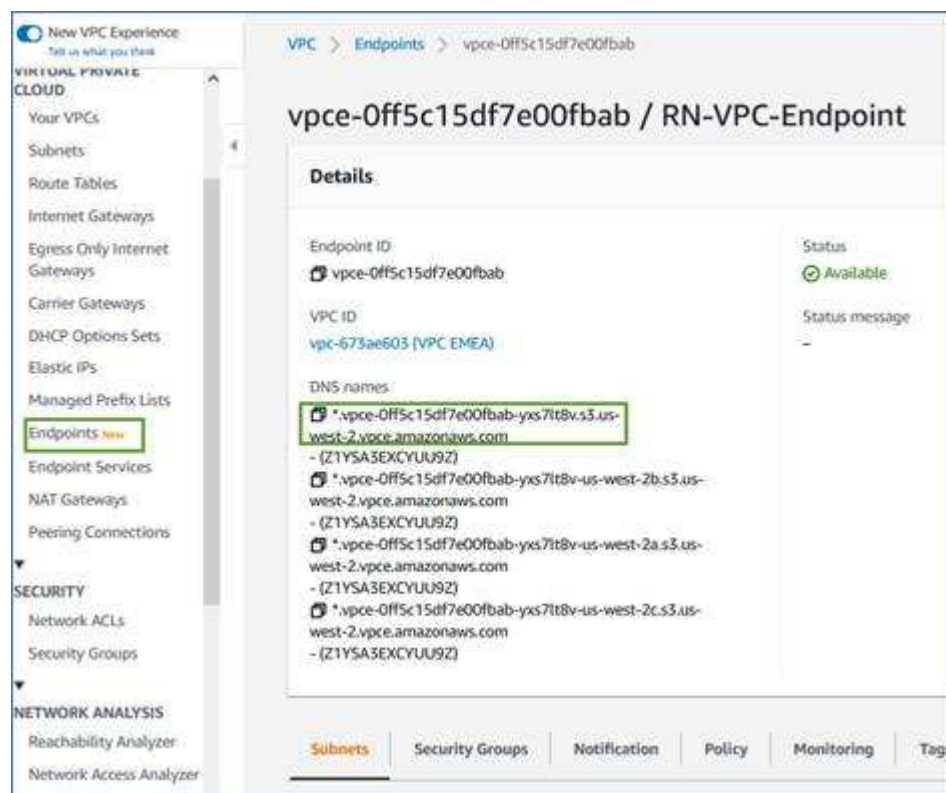 New VPC Experience
Tell us what you think
VIRTUAL PRIVATE
CLOUD
Your VPCs
Subnets
Route Tables
Internet Gateways
Egress Only Internet
Gateways
Carrier Gateways
DHCP Options Sets
Elastic IPs
Managed Prefix Lists
Endpoints New
Endpoint Services
NAT Gateways
Peering Connections
SECURITY
Network ACLs
Security Groups
NETWORK ANALYSIS
Reachability Analyzer
Network Access Analyzer
VPC > Endpoints > vpce-0ff5c15df7e00fbab
vpce-0ff5c15df7e00fbab / RN-VPC-Endpoint
Details
Endpoint ID
vpce-0ff5c15df7e00fbab
Status
Available
VPC ID
vpc-673ae603 (VPC EMEA)
Status message
-
DNS names
*.vpce-0ff5c15df7e00fbab-yxs7lt8v.s3.us-
west-2.vpce.amazonaws.com
- (Z1YSA3EXCYUU9Z)
*.vpce-0ff5c15df7e00fbab-yxs7lt8v-us-west-2b.s3.us-
west-2.vpce.amazonaws.com
- (Z1YSA3EXCYUU9Z)
*.vpce-0ff5c15df7e00fbab-yxs7lt8v-us-west-2a.s3.us-
west-2.vpce.amazonaws.com
- (Z1YSA3EXCYUU9Z)
*.vpce-0ff5c15df7e00fbab-yxs7lt8v-us-west-2c.s3.us-
west-2.vpce.amazonaws.com
- (Z1YSA3EXCYUU9Z)
Subnets Security Groups Notification Policy Monitoring Tag